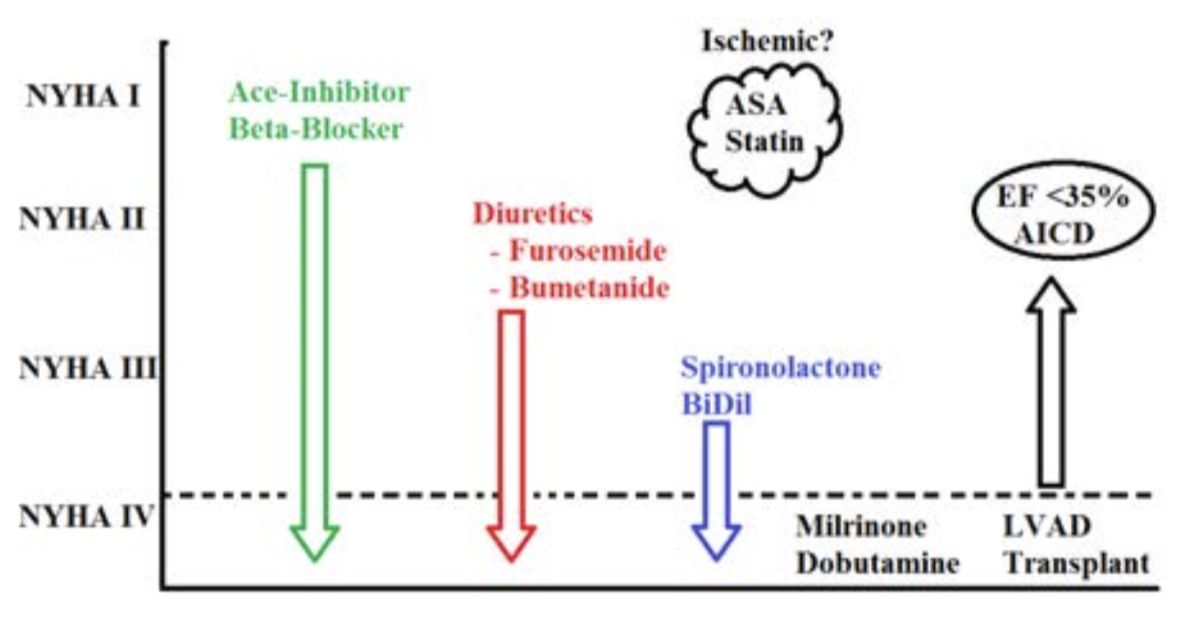 Ischemic?
NYHA I
Ace-Inhibitor
Beta-Blocker
ASA
Statin
NYHA II
Diuretics
- Furosemide
- Bumetanide
EF <35%
AICD
NYHA III
Spironolactone
BiDil
NYHA IV
Milrinone
Dobutamine
LVAD
Transplant